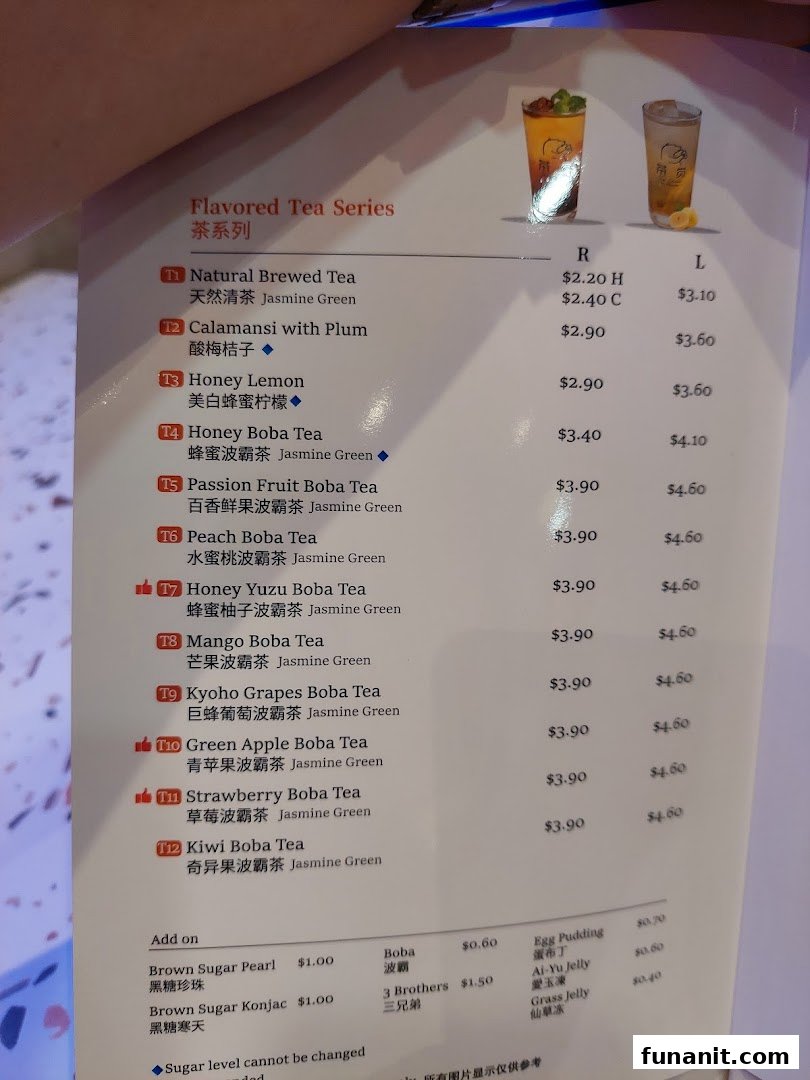 Flavored Tea Series
茶系列
R L
T1 Natural Brewed Tea $2.20 H
天然清茶 Jasmine Green $2.40 C $3.10
T2 Calamansi with Plum $2.90 $3.60
酸梅桔子 ◆
T3 Honey Lemon $2.90 $3.60
美白蜂蜜柠檬◆
T4 Honey Boba Tea $3.40 $4.10
蜂蜜波霸茶 Jasmine Green ◆
T5 Passion Fruit Boba Tea $3.90 $4.60
百香鲜果波霸茶 Jasmine Green
T6 Peach Boba Tea $3.90 $4.60
水蜜桃波霸茶 Jasmine Green
T7 Honey Yuzu Boba Tea $3.90 $4.60
蜂蜜柚子波霸茶 Jasmine Green
T8 Mango Boba Tea $3.90 $4.60
芒果波霸茶 Jasmine Green
T9 Kyoho Grapes Boba Tea $3.90 $4.60
巨蜂葡萄波霸茶 Jasmine Green
T10 Green Apple Boba Tea $3.90 $4.60
青苹果波霸茶 Jasmine Green
T11 Strawberry Boba Tea $3.90 $4.60
草莓波霸茶 Jasmine Green
T12 Kiwi Boba Tea $3.90 $4.60
奇异果波霸茶 Jasmine Green
Add on
Brown Sugar Pearl $1.00
黑糖珍珠
Brown Sugar Konjac $1.00
黑糖寒天
Boba $0.60
波霸
3 Brothers $1.50
三兄弟
Egg Pudding $0.70
蛋布丁
Ai-Yu Jelly $0.60
愛玉凍
Grass Jelly $0.40
仙草冻
◆Sugar level cannot be changed
所有图片显示仅供参考
funanit.com